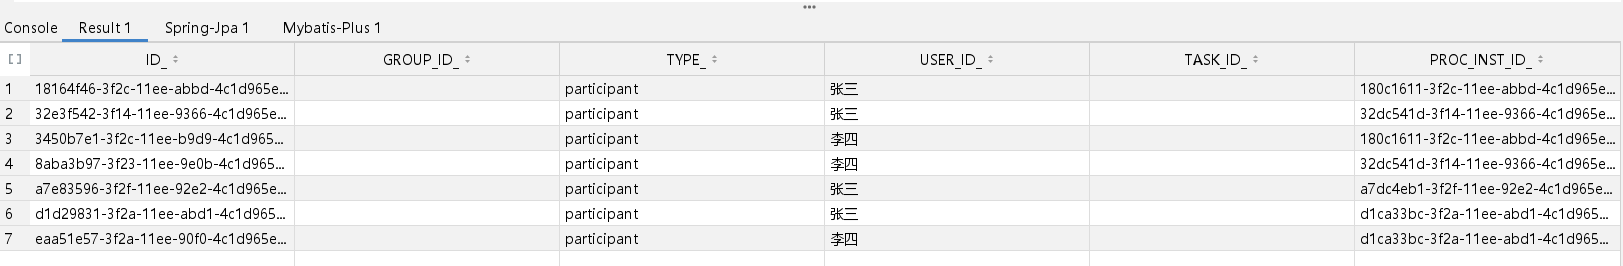 Console Result 1 Spring-Jpa 1 Mybatis-Plus 1
[ ] ID_ GROUP_ID_ TYPE_ USER_ID_ TASK_ID_ PROC_INST_ID_
1 18164f46-3f2c-11ee-abbd-4c1d965e... participant 张三 180c1611-3f2c-11ee-abbd-4c1d965e...
2 32e3f542-3f14-11ee-9366-4c1d965e... participant 张三 32dc541d-3f14-11ee-9366-4c1d965e...
3 3450b7e1-3f2c-11ee-b9d9-4c1d965... participant 李四 180c1611-3f2c-11ee-abbd-4c1d965e...
4 8aba3b97-3f23-11ee-9e0b-4c1d965... participant 李四 32dc541d-3f14-11ee-9366-4c1d965e...
5 a7e83596-3f2f-11ee-92e2-4c1d965e... participant 张三 a7dc4eb1-3f2f-11ee-92e2-4c1d965e...
6 d1d29831-3f2a-11ee-abd1-4c1d965... participant 张三 d1ca33bc-3f2a-11ee-abd1-4c1d965...
7 eaa51e57-3f2a-11ee-90f0-4c1d965e... participant 李四 d1ca33bc-3f2a-11ee-abd1-4c1d965...